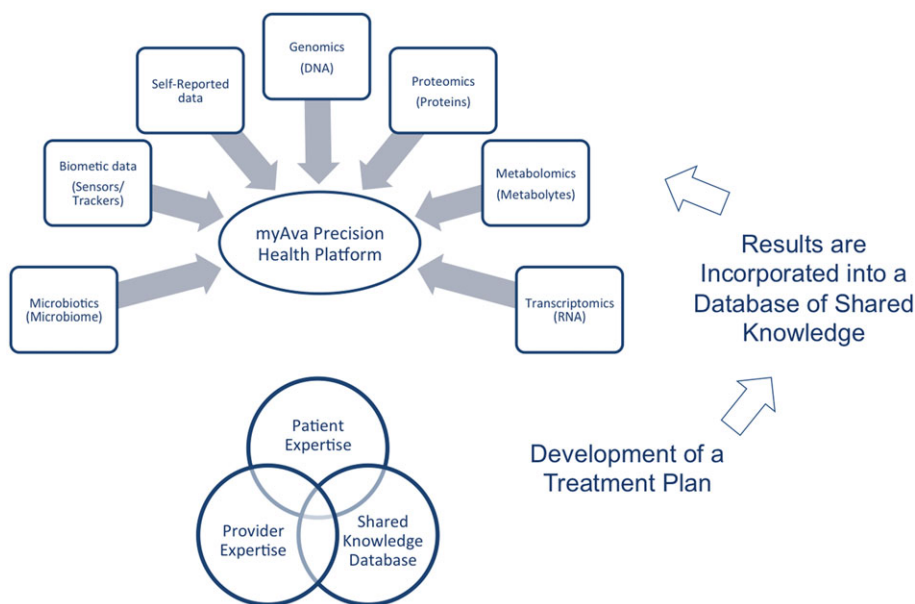 Genomics
(DNA)
Self-Reported
data
Proteomics
(Proteins)
Biometic data
(Sensors/
Trackers)
Metabolomics
(Metabolytes)
myAva Precision
Health Platform
Microbiotics
(Microbiome)
Transcriptomics
(RNA)
Results are
Incorporated into a
Database of Shared
Knowledge
Development of a
Treatment Plan
Patient
Expertise
Provider
Expertise
Shared
Knowledge
Database